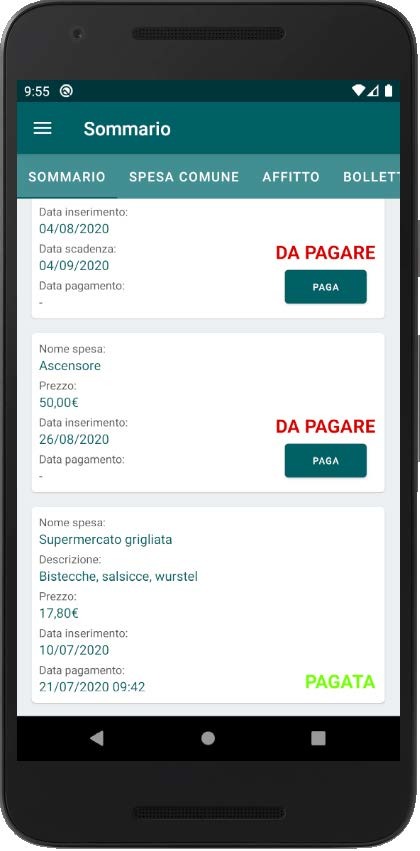 9:55
Sommario
SOMMARIO SPESA COMUNE AFFITTO BOLLETT
Data inserimento:
04/08/2020
Data scadenza:
04/09/2020
Data pagamento:
-
DA PAGARE
PAGA
Nome spesa:
Ascensore
Prezzo:
50,00€
Data inserimento:
26/08/2020
Data pagamento:
-
DA PAGARE
PAGA
Nome spesa:
Supermercato grigliata
Descrizione:
Bistecche, salsicce, wurstel
Prezzo:
17,80€
Data inserimento:
10/07/2020
Data pagamento:
21/07/2020 09:42
PAGATA